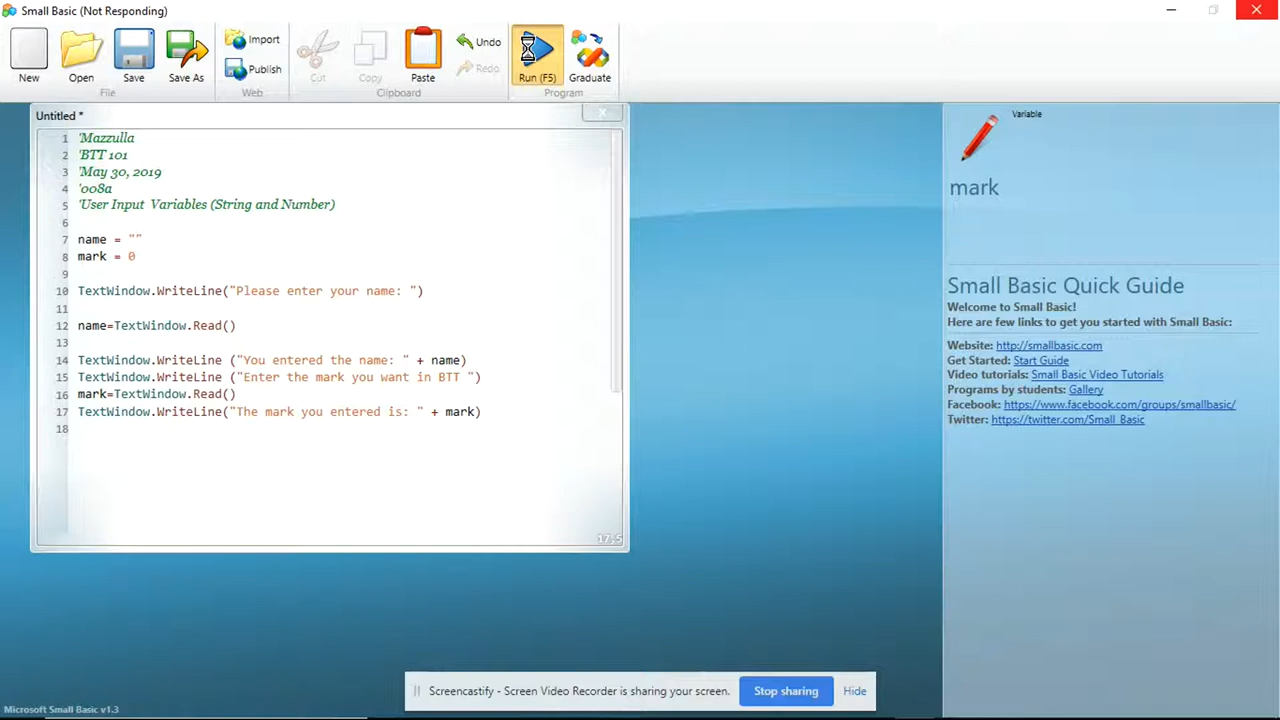 Small Basic (Not Responding)
New
Open
Save
Save As
File
Import
Publish
Web
Cut
Copy
Paste
Undo
Redo
Clipboard
Run (F5)
Graduate
Program
Untitled *
1 'Mazzulla
2 'BTT 101
3 'May 30, 2019
4 '008a
5 'User Input  Variables (String and Number)
6
7 name = ""
8 mark = 0
9
10 TextWindow.WriteLine("Please enter your name: ")
11
12 name=TextWindow.Read()
13
14 TextWindow.WriteLine ("You entered the name: " + name)
15 TextWindow.WriteLine ("Enter the mark you want in BTT ")
16 mark=TextWindow.Read()
17 TextWindow.WriteLine("The mark you entered is: " + mark)
18
17:5
Variable
mark
Small Basic Quick Guide
Welcome to Small Basic!
Here are few links to get you started with Small Basic:
Website: http://smallbasic.com
Get Started: Start Guide
Video tutorials: Small Basic Video Tutorials
Programs by students: Gallery
Facebook: https://www.facebook.com/groups/smallbasic/
Twitter: https://twitter.com/Small_Basic
Screencastify - Screen Video Recorder is sharing your screen.
Stop sharing
Hide
Microsoft Small Basic v1.3